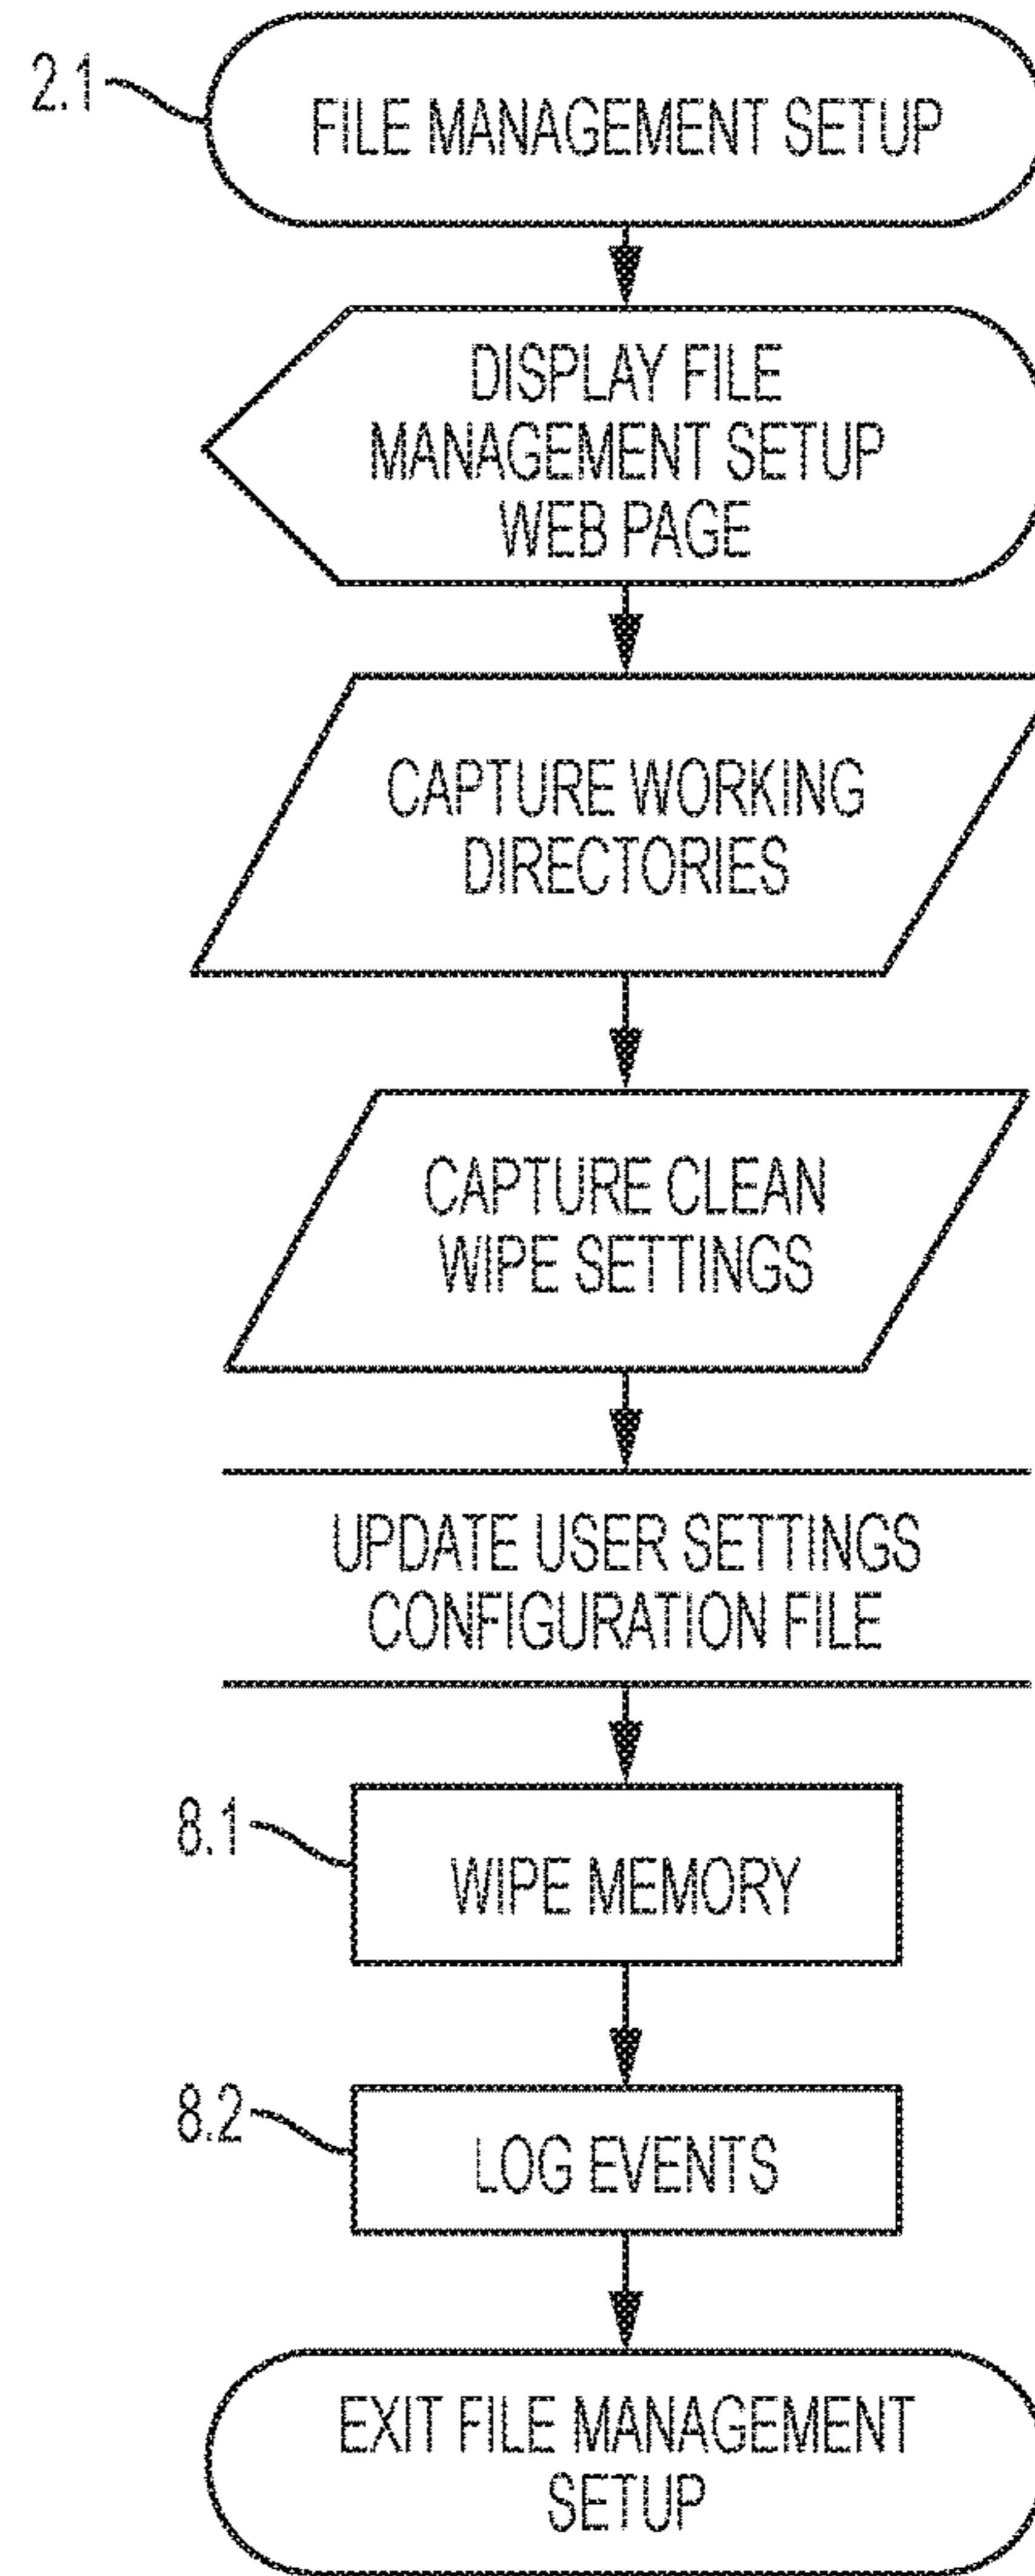 2.1
FILE MANAGEMENT SETUP
DISPLAY FILE
MANAGEMENT SETUP
WEB PAGE
CAPTURE WORKING
DIRECTORIES
CAPTURE CLEAN
WIPE SETTINGS
UPDATE USER SETTINGS
CONFIGURATION FILE
8.1
WIPE MEMORY
8.2
LOG EVENTS
EXIT FILE MANAGEMENT
SETUP